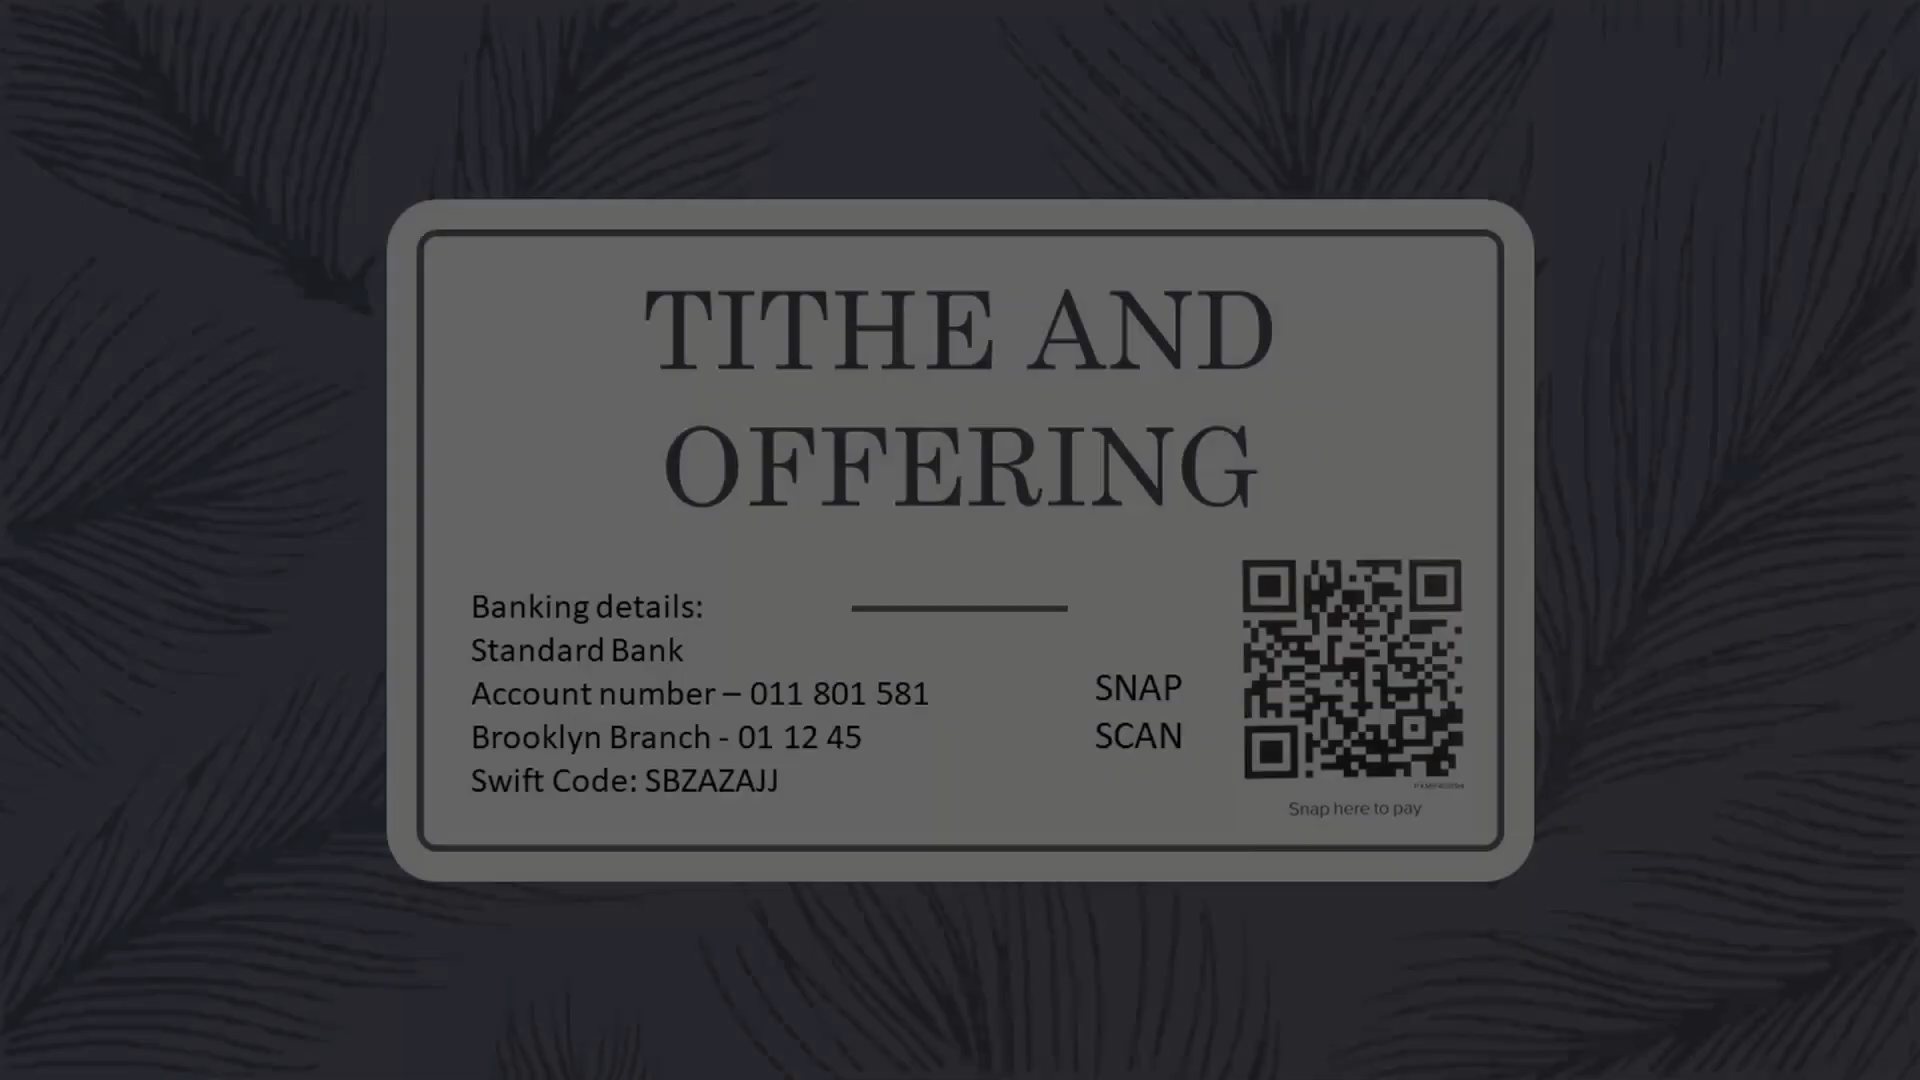 TITHE AND
OFFERING
Banking details:
Standard Bank
Account number – 011 801 581
Brooklyn Branch - 01 12 45
Swift Code: SBZAZAJJ
SNAP
SCAN
Snap here to pay